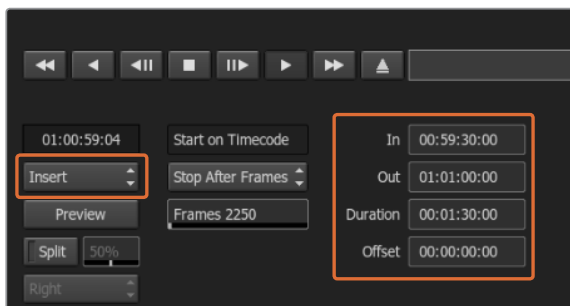 01:00:59:04 Start on Timecode In 00:59:30:00
Insert Stop After Frames Out 01:01:00:00
Preview Frames 2250 Duration 00:01:30:00
Split 50% Offset 00:00:00:00
Right